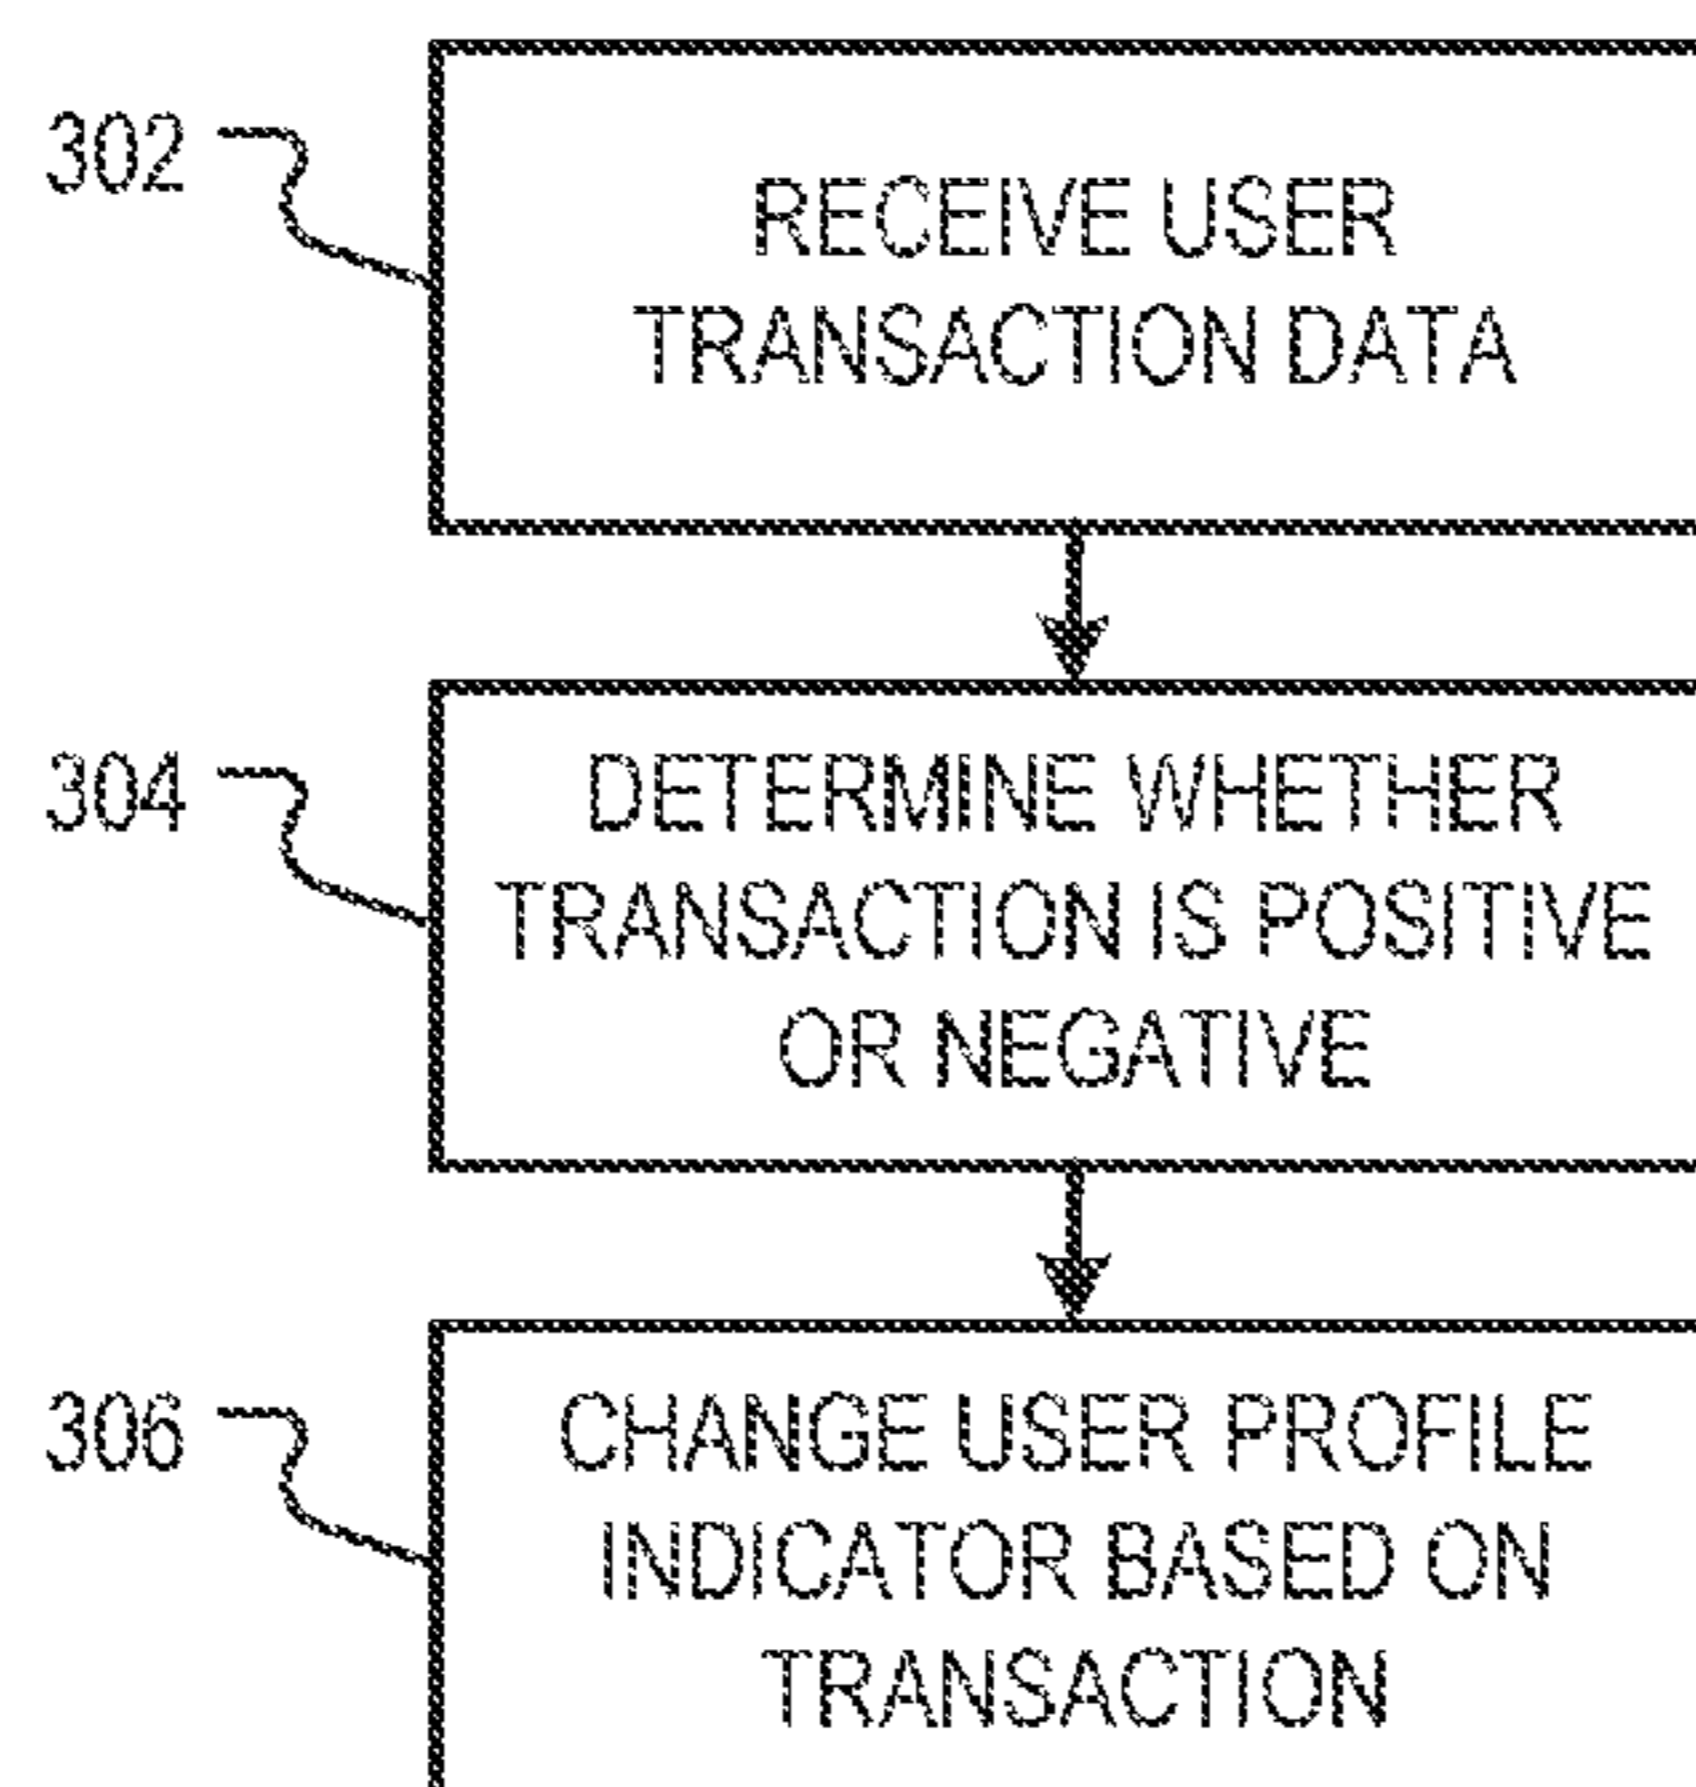 302
RECEIVE USER
TRANSACTION DATA
304
DETERMINE WHETHER
TRANSACTION IS POSITIVE
OR NEGATIVE
306
CHANGE USER PROFILE
INDICATOR BASED ON
TRANSACTION